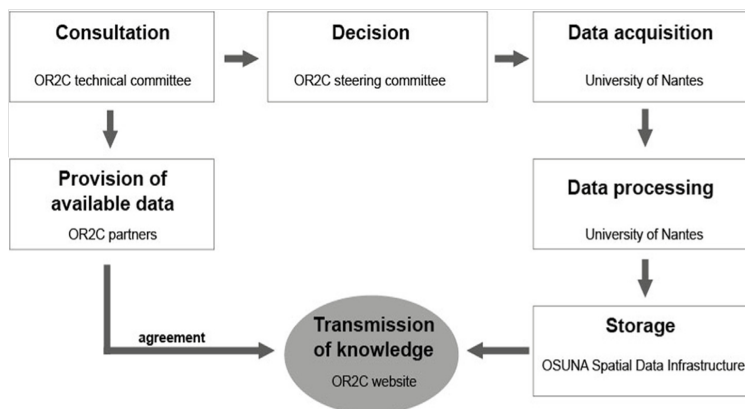 Consultation
OR2C technical committee
Decision
OR2C steering committee
Data acquisition
University of Nantes
Provision of
available data
OR2C partners
Data processing
University of Nantes
agreement
Transmission
of knowledge
OR2C website
Storage
OSUNA Spatial Data Infrastructure